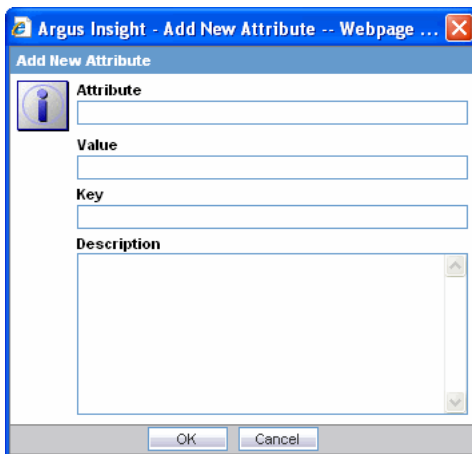 Argus Insight - Add New Attribute -- Webpage ...
Add New Attribute
Attribute
Value
Key
Description
OK
Cancel